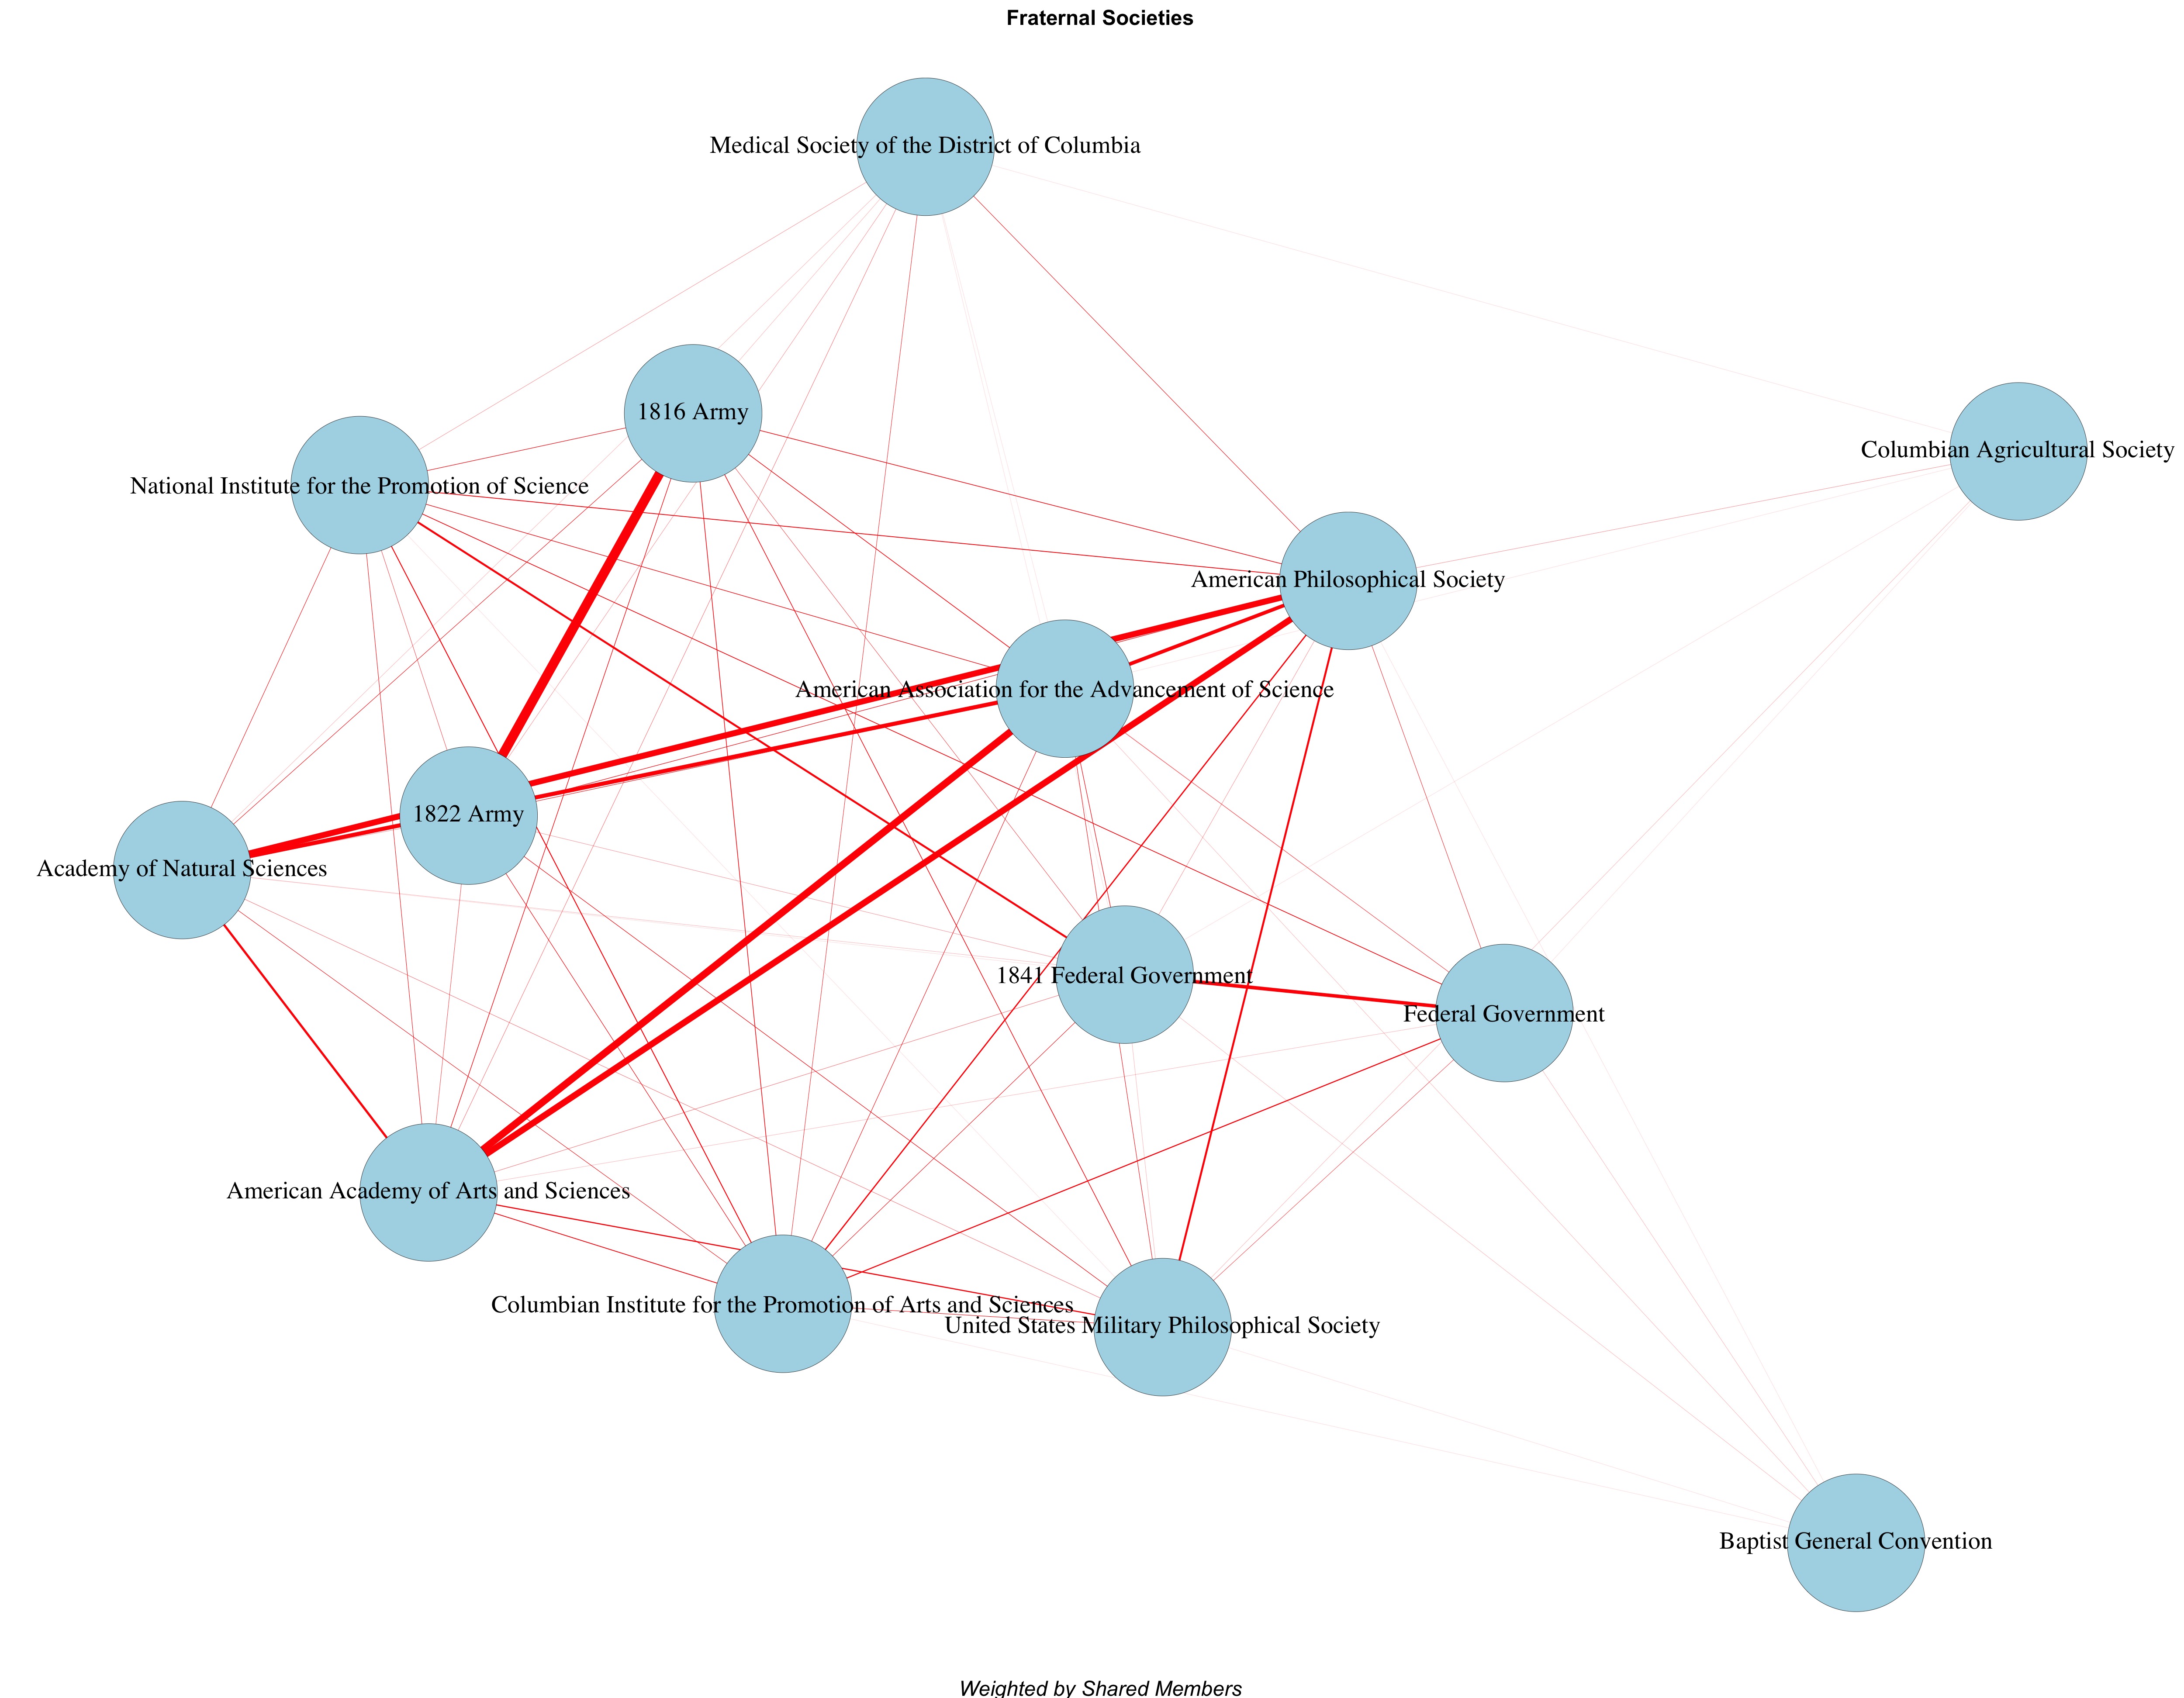 Fraternal Societies
Medical Society of the District of Columbia
1816 Army
Columbian Agricultural Society
National Institute for the Promotion of Science
American Philosophical Society
American Association for the Advancement of Science
1822 Army
Academy of Natural Sciences
1841 Federal Government
Federal Government
American Academy of Arts and Sciences
Columbian Institute for the Promotion of Arts and Sciences
United States Military Philosophical Society
Baptist General Convention
Weighted by Shared Members